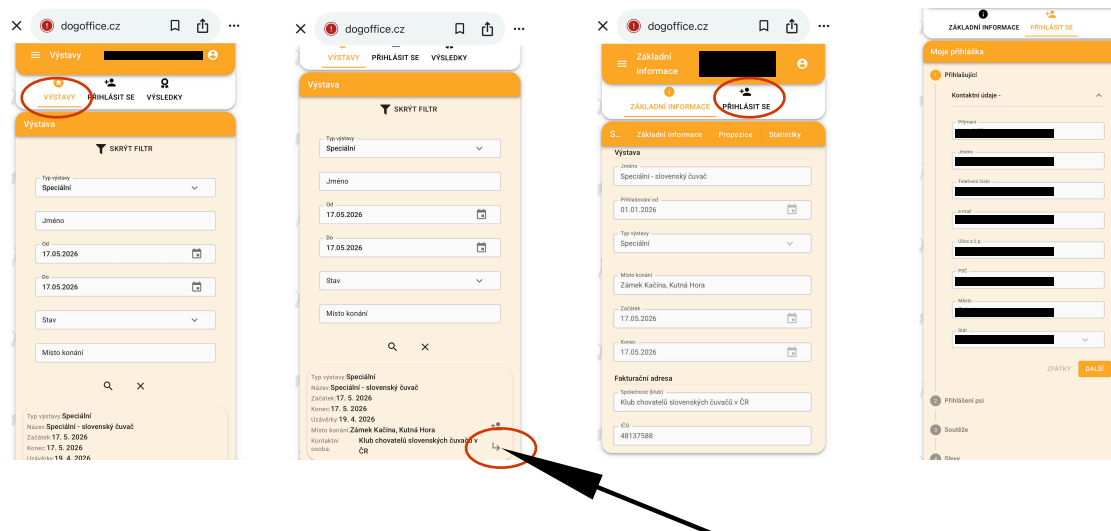 dogoffice.cz
Výstavy
VÝSTAVY PŘIHLÁSIT SE VÝSLEDKY
Výstava
SKRÝT FILTR
Typ výstavy
Speciální
Jméno
Od
17.05.2026
Do
17.05.2026
Stav
Místo konání
Typ výstavy: Speciální
Název: Speciální - slovenský čuvač
Začátek: 17. 5. 2026
Konec: 17. 5. 2026
Uzávěrky: 19. 4. 2026
dogoffice.cz
VÝSTAVY PŘIHLÁSIT SE VÝSLEDKY
Výstava
SKRÝT FILTR
Typ výstavy
Speciální
Jméno
Od
17.05.2026
Do
17.05.2026
Stav
Místo konání
Typ výstavy: Speciální
Název: Speciální - slovenský čuvač
Začátek: 17. 5. 2026
Konec: 17. 5. 2026
Uzávěrky: 19. 4. 2026
Místo konání: Zámek Kačina, Kutná Hora
Kontaktní Klub chovatelů slovenských čuvačů v
osoba: ČR
dogoffice.cz
Základní
informace
ZÁKLADNÍ INFORMACE PŘIHLÁSIT SE
S... Základní informace Propozice Statistiky
Výstava
Jméno
Speciální - slovenský čuvač
Přihlašování od
01.01.2026
Typ výstavy
Speciální
Místo konání
Zámek Kačina, Kutná Hora
Začátek
17.05.2026
Konec
17.05.2026
Fakturační adresa
Společnost (klub)
Klub chovatelů slovenských čuvačů v ČR
IČO
48137588
ZÁKLADNÍ INFORMACE PŘIHLÁSIT SE
Moje přihláška
1 Přihlašující
Kontaktní údaje -
Příjmení
Jméno
Telefonní číslo
e-mail
Ulice a č.p.
PSČ
Město
Stát
ZPÁTKY DALŠÍ
2 Přihlášení psi
3 Soutěže
4 Slevy